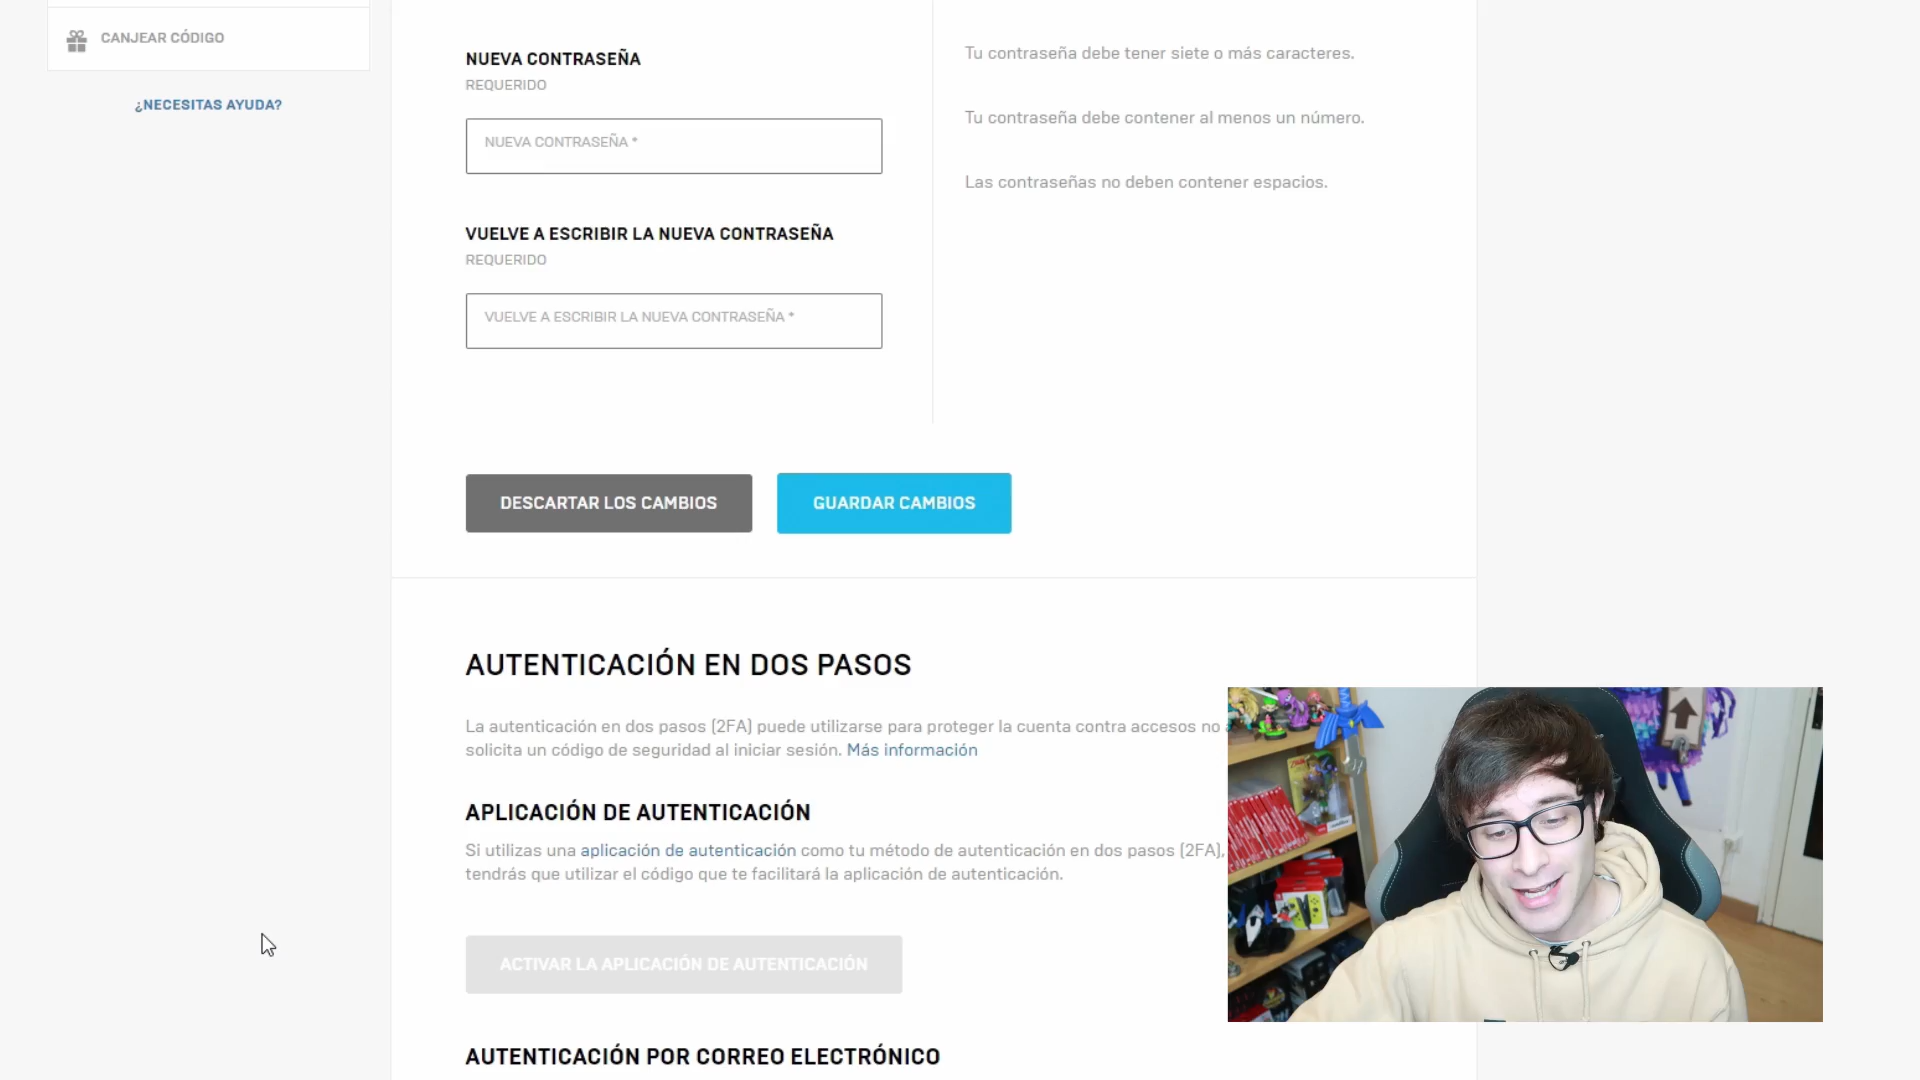 CANJEAR CÓDIGO
¿NECESITAS AYUDA?
NUEVA CONTRASEÑA
REQUERIDO
NUEVA CONTRASEÑA *
VUELVE A ESCRIBIR LA NUEVA CONTRASEÑA
REQUERIDO
VUELVE A ESCRIBIR LA NUEVA CONTRASEÑA *
Tu contraseña debe tener siete o más caracteres.
Tu contraseña debe contener al menos un número.
Las contraseñas no deben contener espacios.
DESCARTAR LOS CAMBIOS
GUARDAR CAMBIOS
AUTENTICACIÓN EN DOS PASOS
La autenticación en dos pasos (2FA) puede utilizarse para proteger la cuenta contra accesos no
solicita un código de seguridad al iniciar sesión. Más información
APLICACIÓN DE AUTENTICACIÓN
Si utilizas una aplicación de autenticación como tu método de autenticación en dos pasos (2FA),
tendrás que utilizar el código que te facilitará la aplicación de autenticación.
ACTIVAR LA APLICACIÓN DE AUTENTICACIÓN
AUTENTICACIÓN POR CORREO ELECTRÓNICO